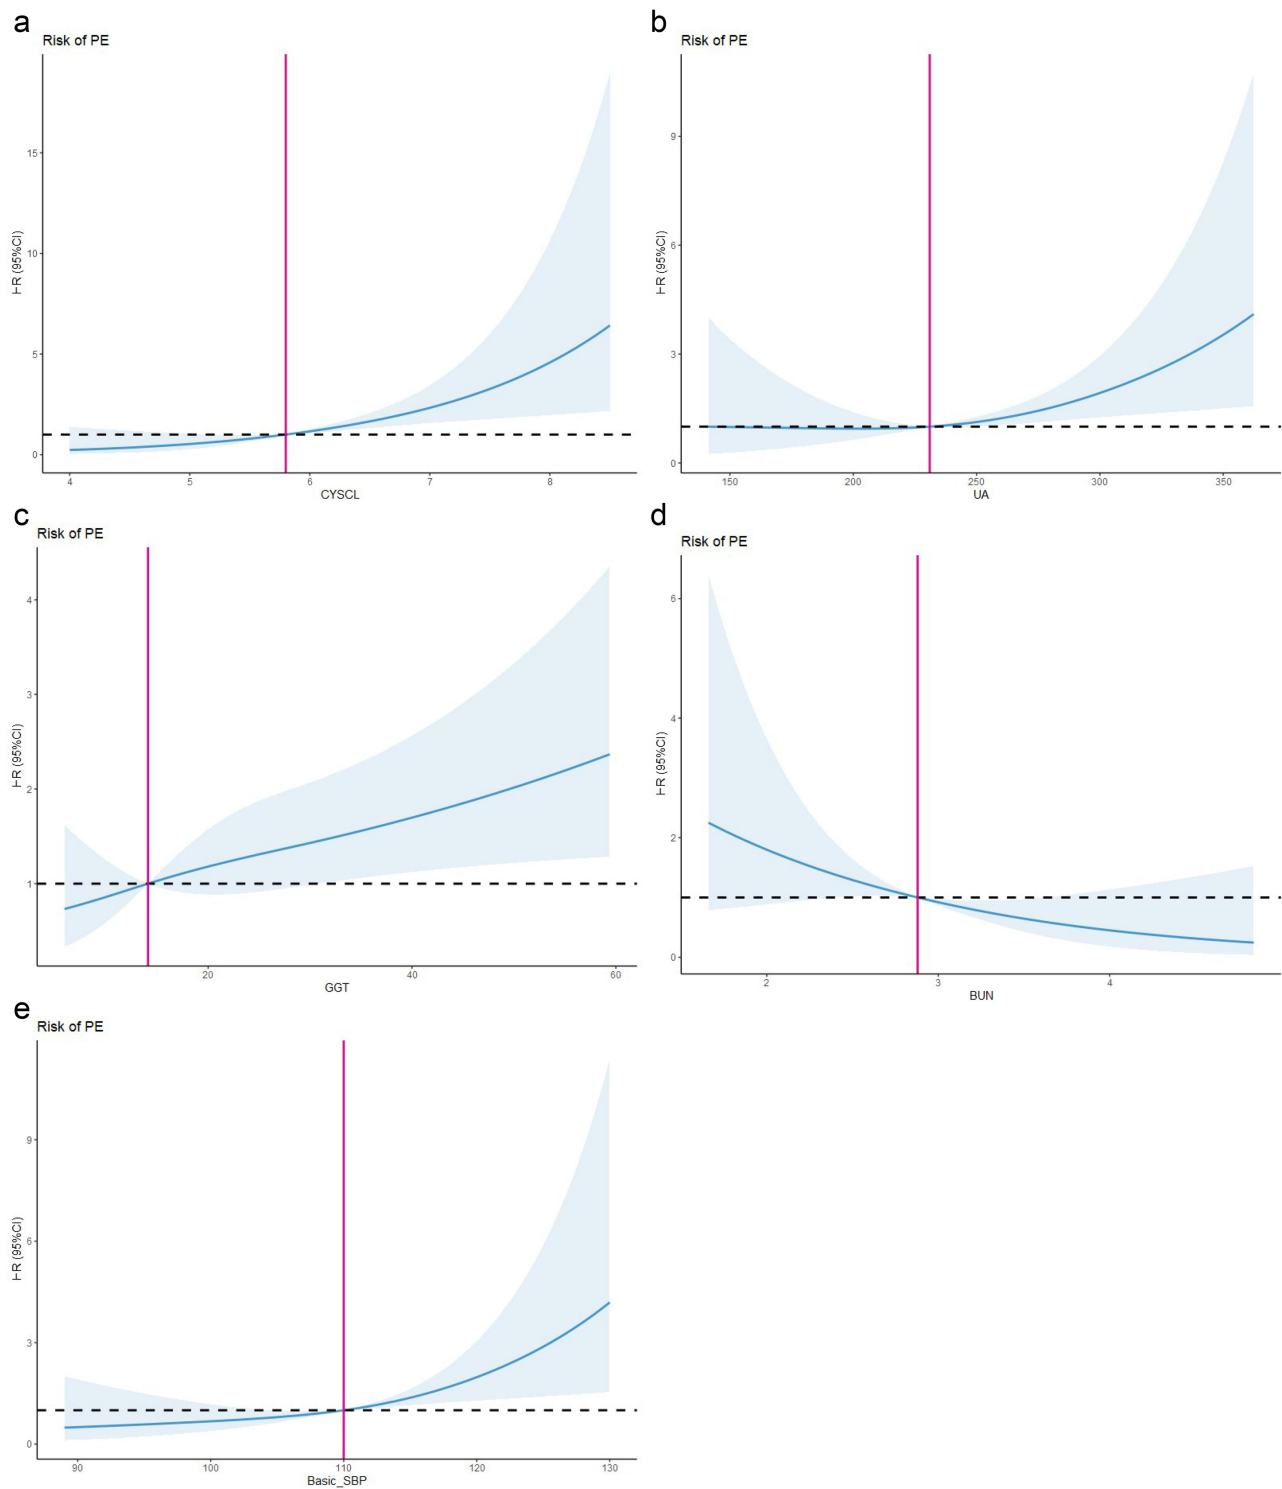 a
Risk of PE
HR (95%CI)
15
10
5
0
4 5 6 7 8
CYSCL
b
Risk of PE
HR (95%CI)
9
6
3
0
150 200 250 300 350
UA
c
Risk of PE
HR (95%CI)
4
3
2
1
20 40 60
GGT
d
Risk of PE
HR (95%CI)
6
4
2
0
2 3 4
BUN
e
Risk of PE
HR (95%CI)
9
6
3
0
90 100 110 120 130
Basic_SBP